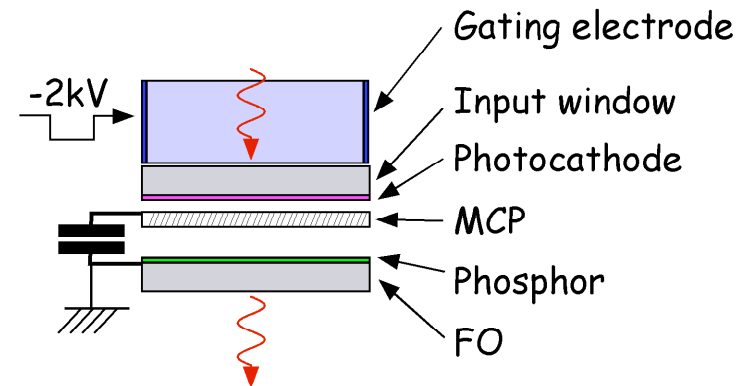 Gating electrode
-2kV
Input window
Photocathode
MCP
Phosphor
FO